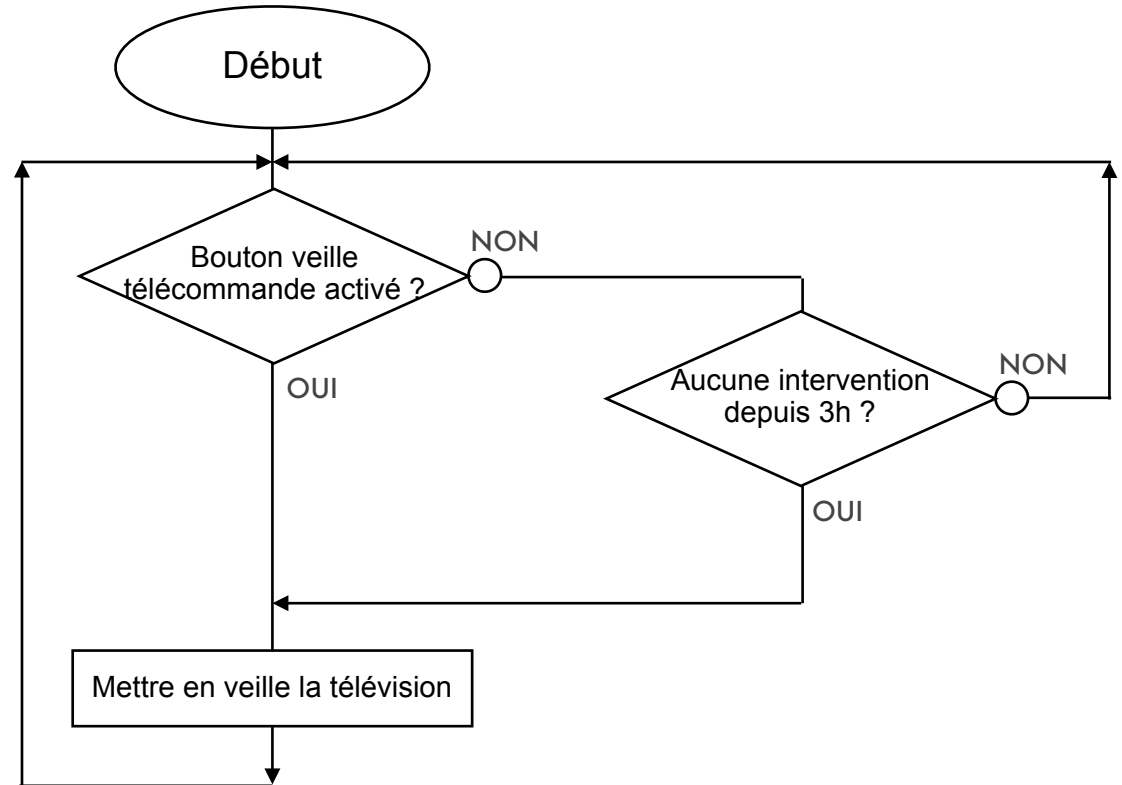 Début
Bouton veille
télécommande activé ?
NON
OUI
Aucune intervention
depuis 3h ?
NON
OUI
Mettre en veille la télévision